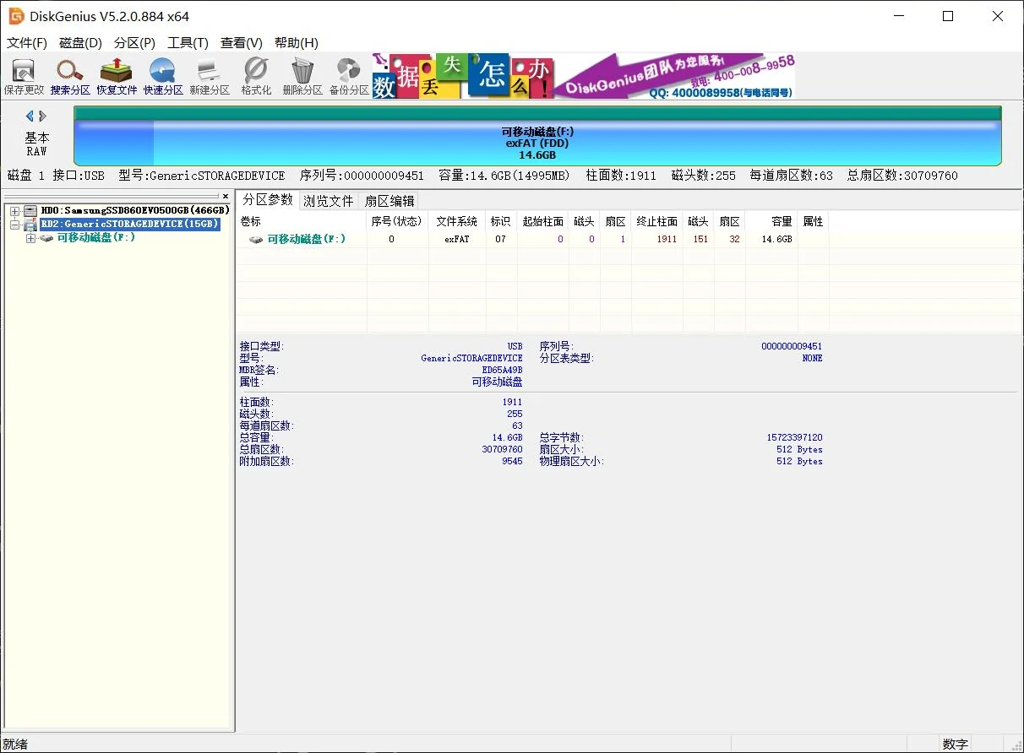 DiskGenius V5.2.0.884 x64
文件(F) 磁盘(D) 分区(P) 工具(T) 查看(V) 帮助(H)
保存更改 搜索分区 恢复文件 快速分区 新建分区 格式化 删除分区 备份分区
数据丢失怎么办!
DiskGenius团队为您服务!
致电: 400-008-9958
QQ: 4000089958(与电话同号)
基本
RAW
可移动磁盘(F:)
exFAT (FDD)
14.6GB
磁盘 1 接口:USB 型号:GenericSTORAGEDEVICE 序列号:000000009451 容量:14.6GB(14995MB) 柱面数:1911 磁头数:255 每道扇区数:63 总扇区数:30709760
HD0:SamsungSSD860EVO500GB(466GB)
RD2:GenericSTORAGEDEVICE(15GB)
可移动磁盘(F:)
分区参数 浏览文件 扇区编辑
卷标 序号(状态) 文件系统 标识 起始柱面 磁头 扇区 终止柱面 磁头 扇区 容量 属性
可移动磁盘(F:) 0 exFAT 07 0 0 1 1911 151 32 14.6GB
接口类型: USB 序列号: 000000009451
型号: GenericSTORAGEDEVICE 分区表类型: NONE
MBR签名: ED65A49B
属性: 可移动磁盘
柱面数: 1911
磁头数: 255
每道扇区数: 63
总容量: 14.6GB 总字节数: 15723397120
总扇区数: 30709760 扇区大小: 512 Bytes
附加扇区数: 9545 物理扇区大小: 512 Bytes
就绪 数字